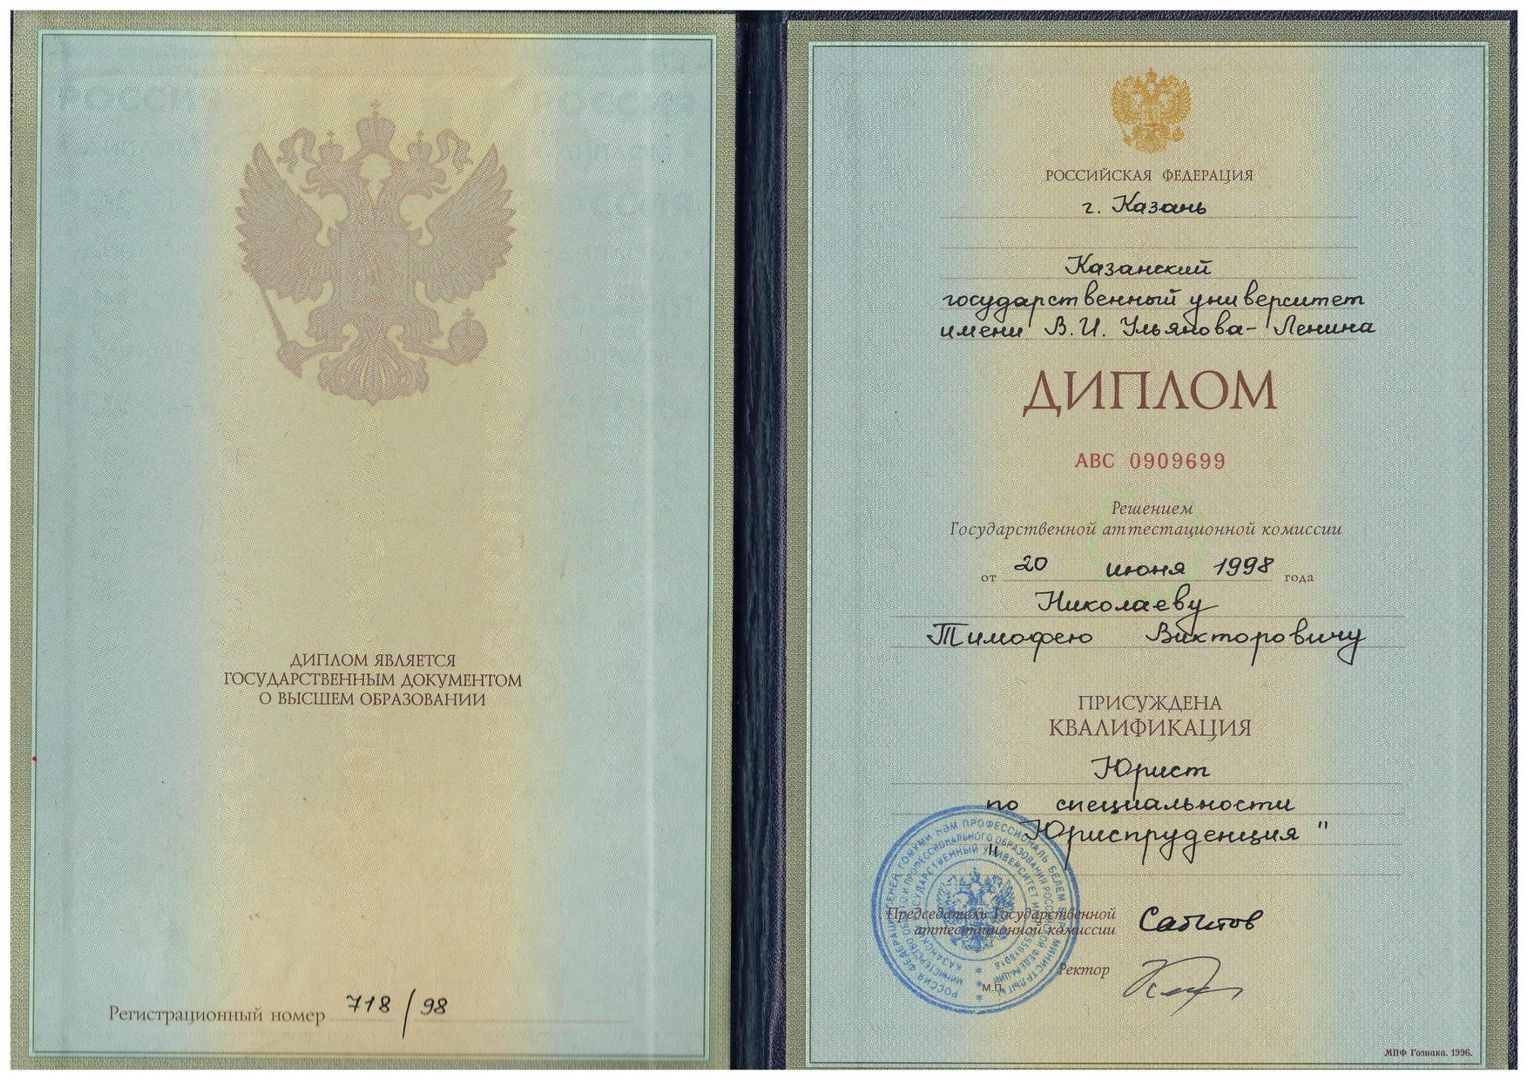 РОССИЯ РОССИЯ
ДИПЛОМ ЯВЛЯЕТСЯ
ГОСУДАРСТВЕННЫМ ДОКУМЕНТОМ
О ВЫСШЕМ ОБРАЗОВАНИИ
Регистрационный номер 718/98
РОССИЙСКАЯ ФЕДЕРАЦИЯ
г. Казань
Казанский
государственный университет
имени В.И. Ульянова-Ленина
ДИПЛОМ
АВС 0909699
Решением
Государственной аттестационной комиссии
от 20 июня 1998 года
Николаеву
Тимофею Викторовичу
ПРИСУЖДЕНА
КВАЛИФИКАЦИЯ
Юрист
по специальности
"Юриспруденция"
Председатель Государственной
аттестационной комиссии Сабитов
Ректор
М.П.
МПФ Гознака. 1996.